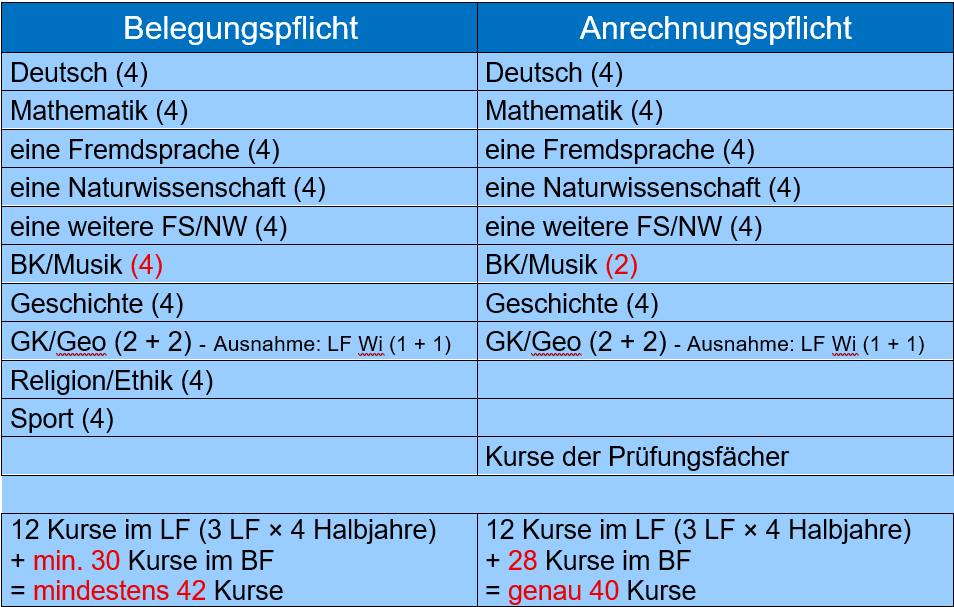 Belegungspflicht Anrechnungspflicht
Deutsch (4) Deutsch (4)
Mathematik (4) Mathematik (4)
eine Fremdsprache (4) eine Fremdsprache (4)
eine Naturwissenschaft (4) eine Naturwissenschaft (4)
eine weitere FS/NW (4) eine weitere FS/NW (4)
BK/Musik (4) BK/Musik (2)
Geschichte (4) Geschichte (4)
GK/Geo (2 + 2) - Ausnahme: LF Wi (1 + 1) GK/Geo (2 + 2) - Ausnahme: LF Wi (1 + 1)
Religion/Ethik (4)
Sport (4)
Kurse der Prüfungsfächer
12 Kurse im LF (3 LF × 4 Halbjahre) 12 Kurse im LF (3 LF × 4 Halbjahre)
+ min. 30 Kurse im BF + 28 Kurse im BF
= mindestens 42 Kurse = genau 40 Kurse